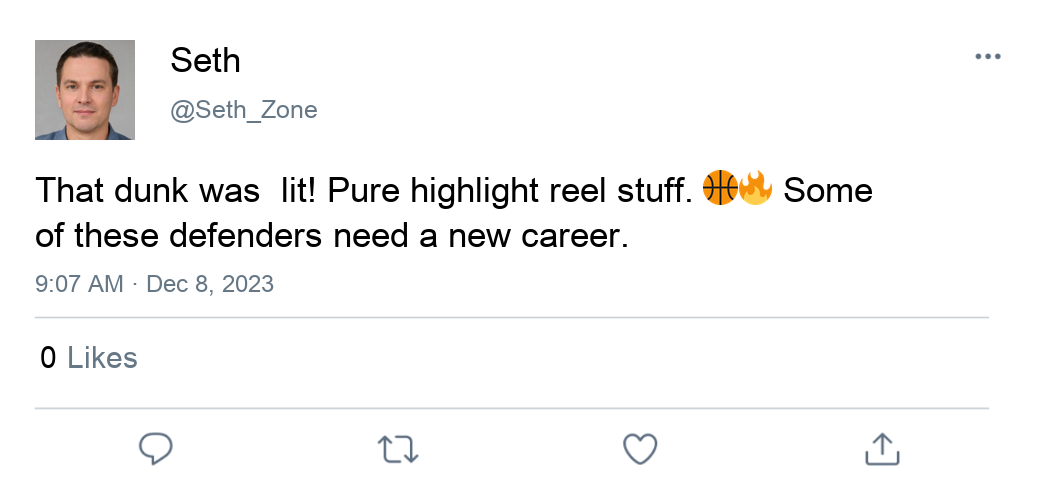 Seth
@Seth_Zone
That dunk was  lit! Pure highlight reel stuff. 🏀🔥 Some
of these defenders need a new career.
9:07 AM · Dec 8, 2023
0 Likes